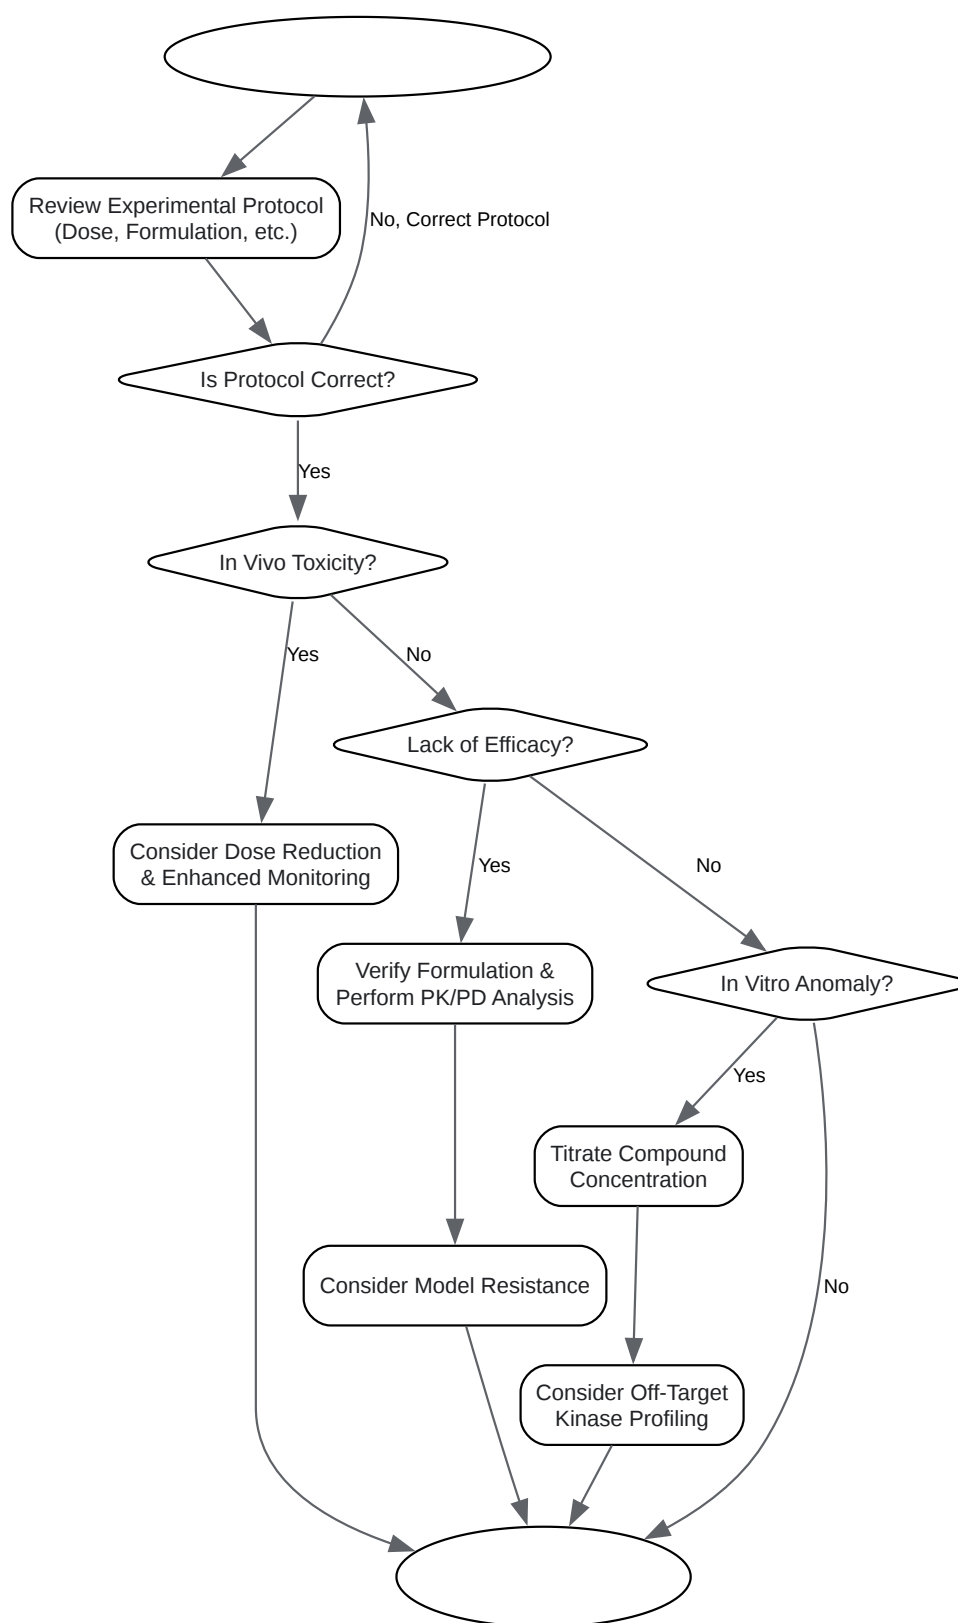 Review Experimental Protocol
(Dose, Formulation, etc.)
No, Correct Protocol
Is Protocol Correct?
Yes
In Vivo Toxicity?
Yes
No
Lack of Efficacy?
Consider Dose Reduction
& Enhanced Monitoring
Yes
No
Verify Formulation &
Perform PK/PD Analysis
In Vitro Anomaly?
Yes
Titrate Compound
Concentration
Consider Model Resistance
No
Consider Off-Target
Kinase Profiling